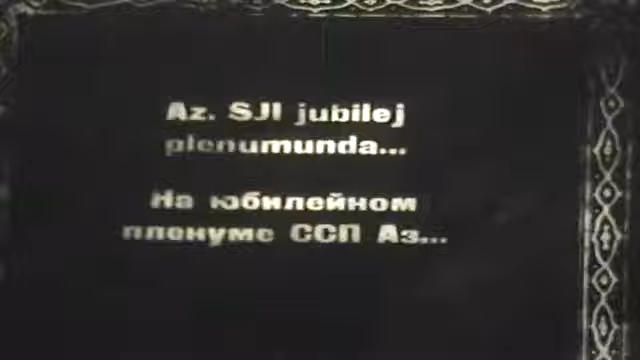 Az. SJI jubilej
plenumunda...
На юбилейном
пленуме ССП Аз...